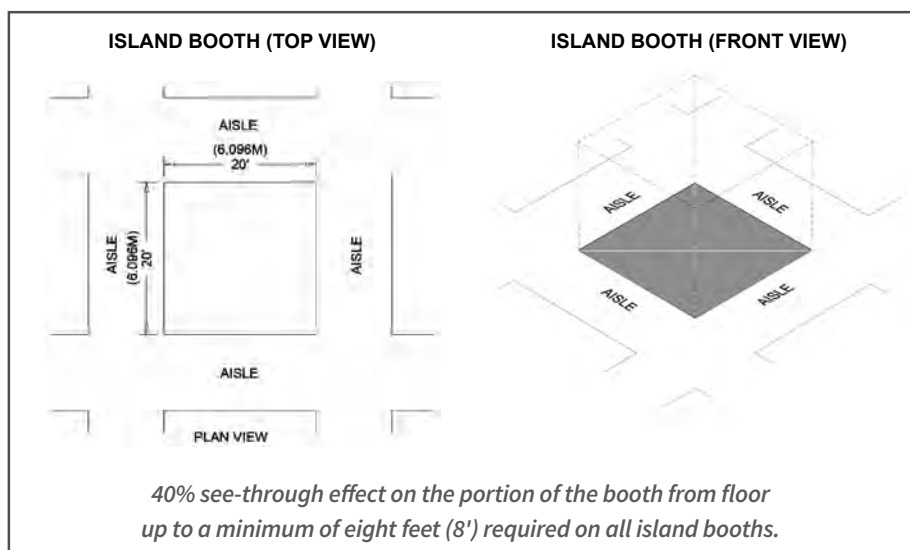 ISLAND BOOTH (TOP VIEW)
AISLE
(6.096M)
20'
AISLE
(6.096M)
20'
AISLE
AISLE
PLAN VIEW
ISLAND BOOTH (FRONT VIEW)
AISLE
AISLE
AISLE
AISLE
40% see-through effect on the portion of the booth from floor
up to a minimum of eight feet (8') required on all island booths.